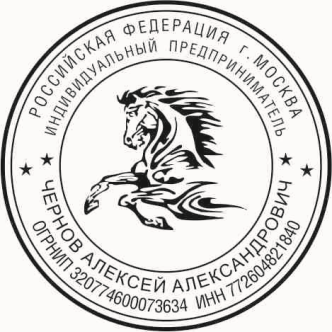 РОССИЙСКАЯ ФЕДЕРАЦИЯ Г. МОСКВА
ИНДИВИДУАЛЬНЫЙ ПРЕДПРИНИМАТЕЛЬ
ЧЕРНОВ АЛЕКСЕЙ АЛЕКСАНДРОВИЧ
ОГРНИП 320774600073634 ИНН 772604821840